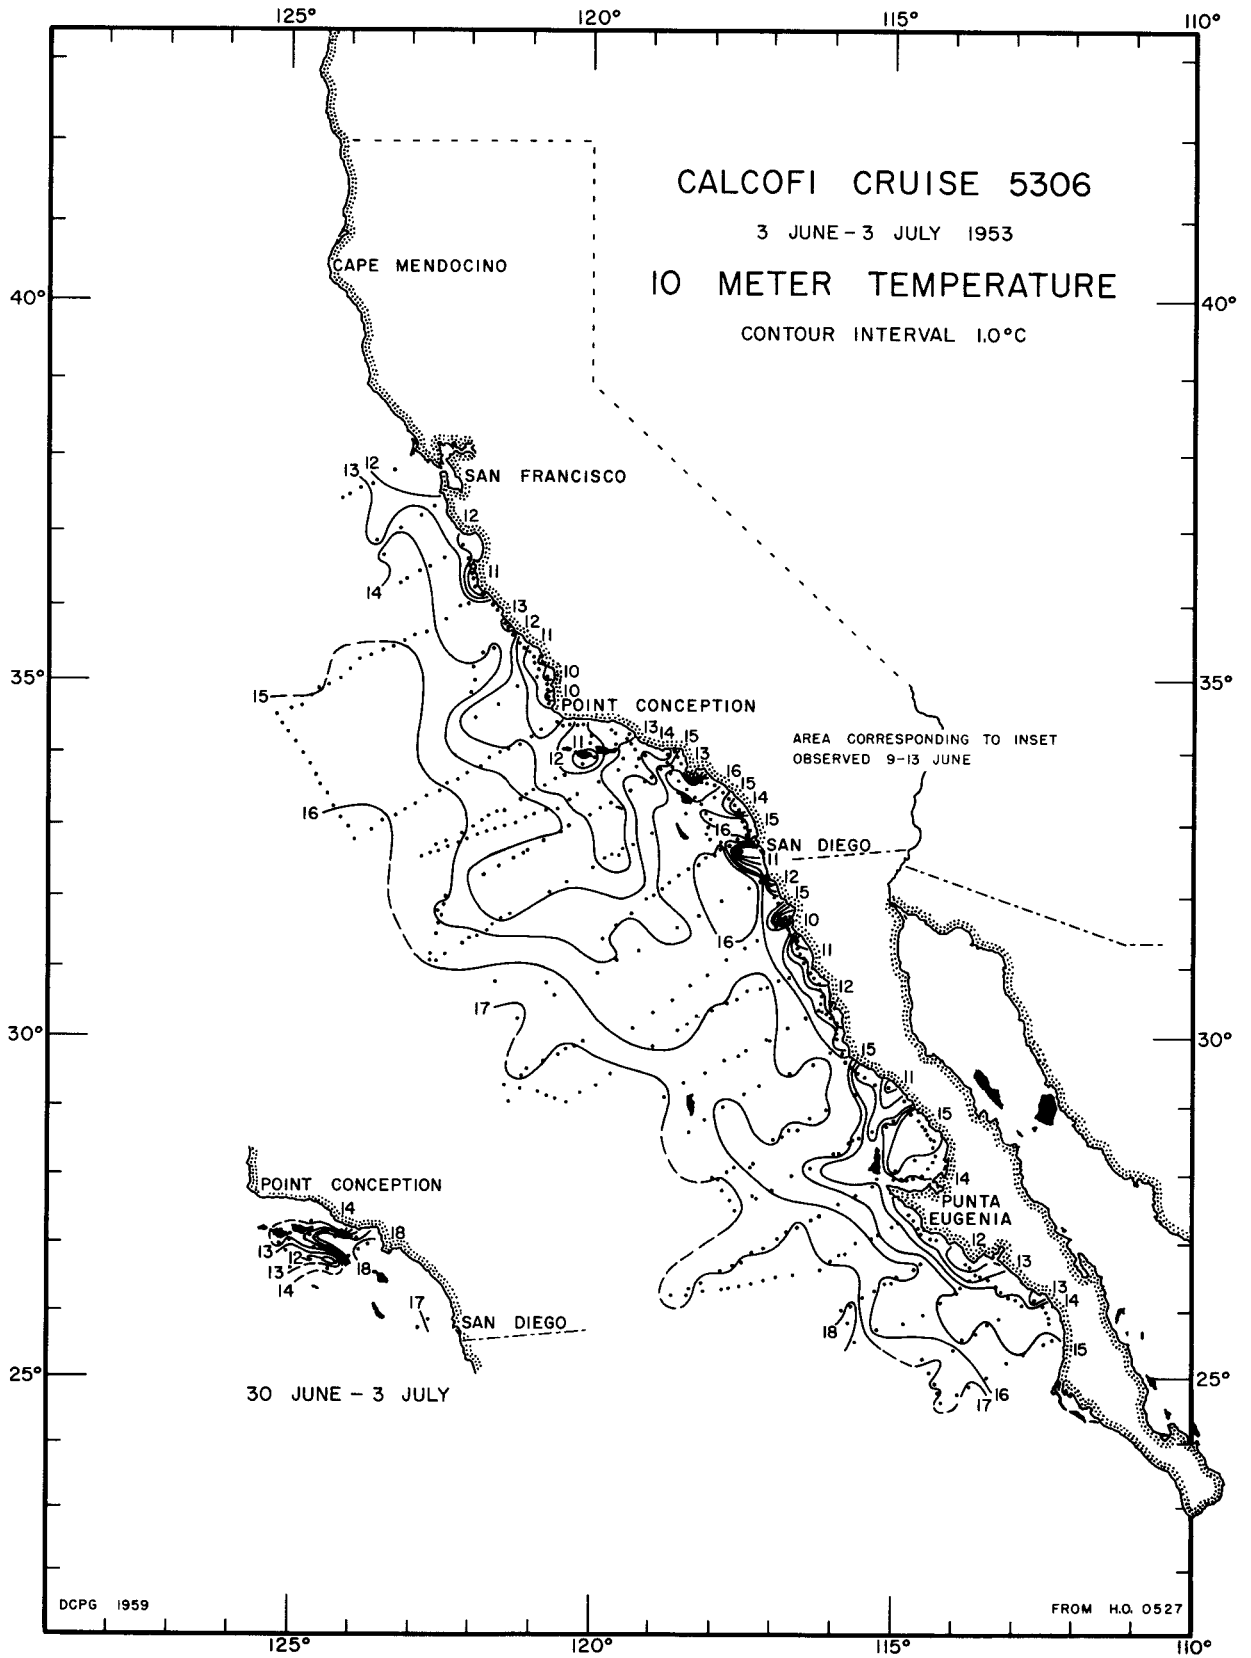 125° 120° 115° 110°
CALCOFI CRUISE 5306
3 JUNE – 3 JULY 1953
10 METER TEMPERATURE
CONTOUR INTERVAL 1.0°C
CAPE MENDOCINO
40° 40°
13 12
SAN FRANCISCO
12
11
14
13
12
11
10
35° 35°
15
10
POINT CONCEPTION
13 14 15
11
13
AREA CORRESPONDING TO INSET
OBSERVED 9-13 JUNE
12
16
15
14
16
15
16
SAN DIEGO
11
12
15
10
16
11
12
17
30° 30°
15
11
15
14
PUNTA
EUGENIA
12
13
13
14
18
15
16
17
POINT CONCEPTION
14
18
13
12
13
18
14
17
SAN DIEGO
25° 25°
30 JUNE – 3 JULY
DCPG 1959
FROM H.O. 0527
125° 120° 115° 110°